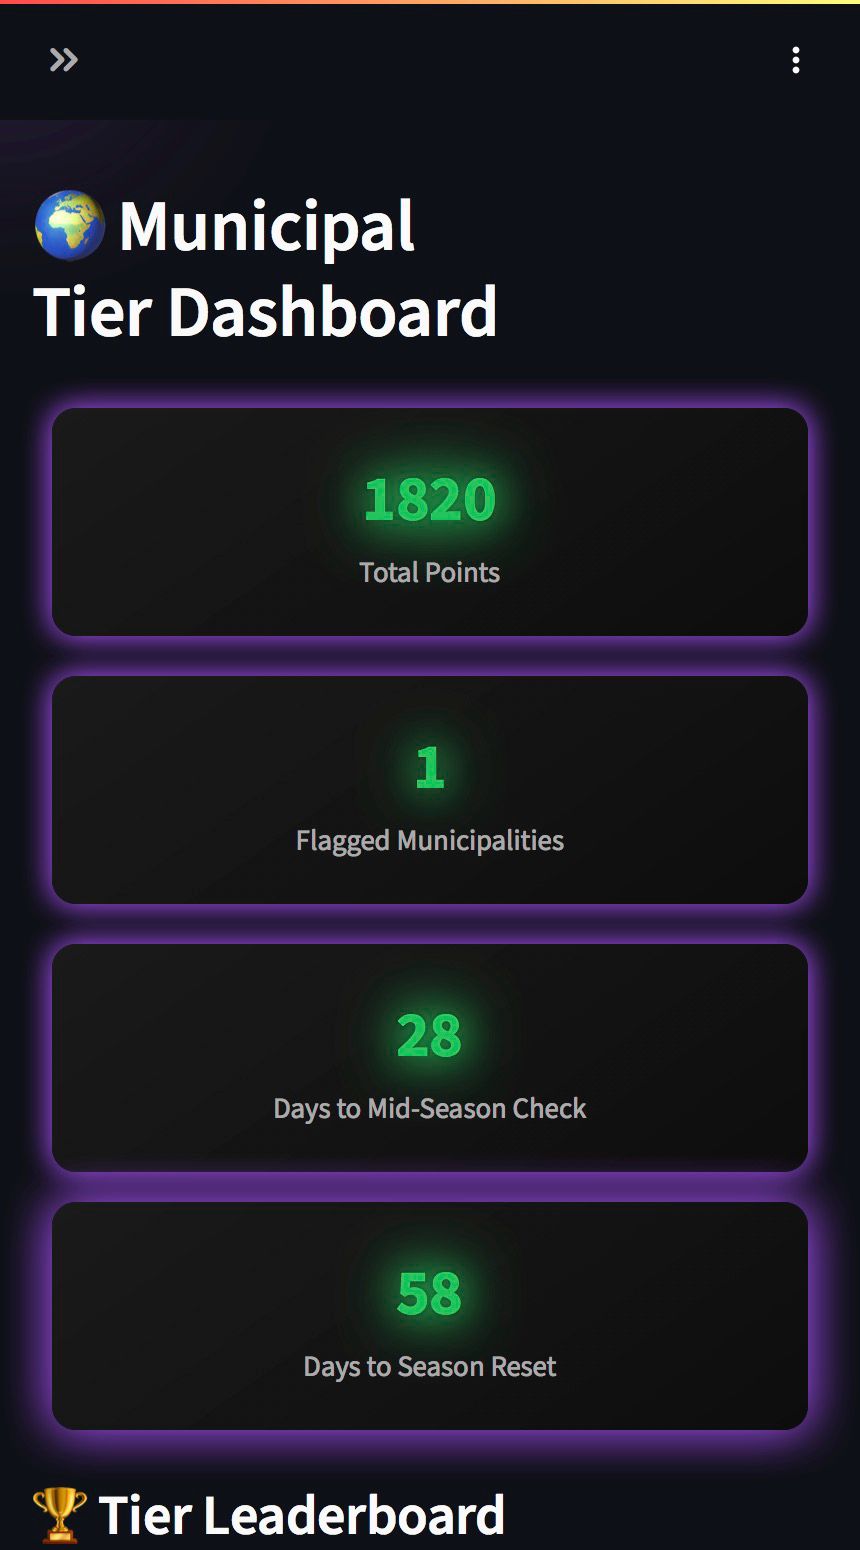 Municipal
Tier Dashboard
1820
Total Points
1
Flagged Municipalities
28
Days to Mid-Season Check
58
Days to Season Reset
Tier Leaderboard